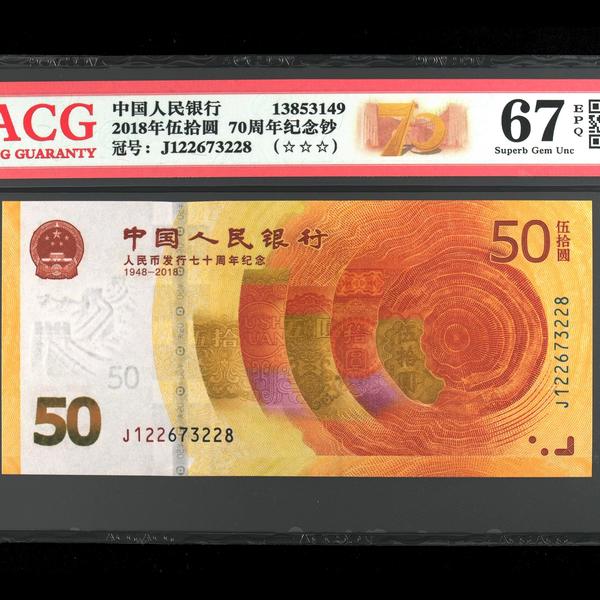 ACG
NG GUARANTY
中国人民银行 13853149
2018年伍拾圆 70周年纪念钞
冠号: J122673228 (☆☆☆)
70
67
EPQ
Superb Gem Unc
中国人民银行
人民币发行七十周年纪念
1948-2018
50
伍拾圆
50
50
J122673228
J122673228
伍拾圆